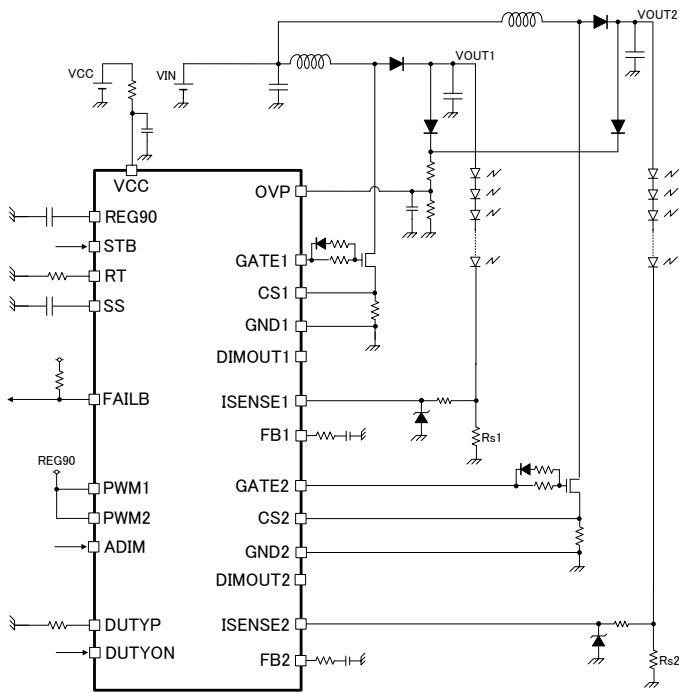 VOUT2
VOUT1
VCC
VIN
VCC
OVP
REG90
STB
GATE1
RT
CS1
SS
GND1
DIMOUT1
FAILB
ISENSE1
FB1
Rs1
REG90
PWM1
GATE2
PWM2
CS2
ADIM
GND2
DIMOUT2
DUTYP
ISENSE2
DUTYON
FB2
Rs2